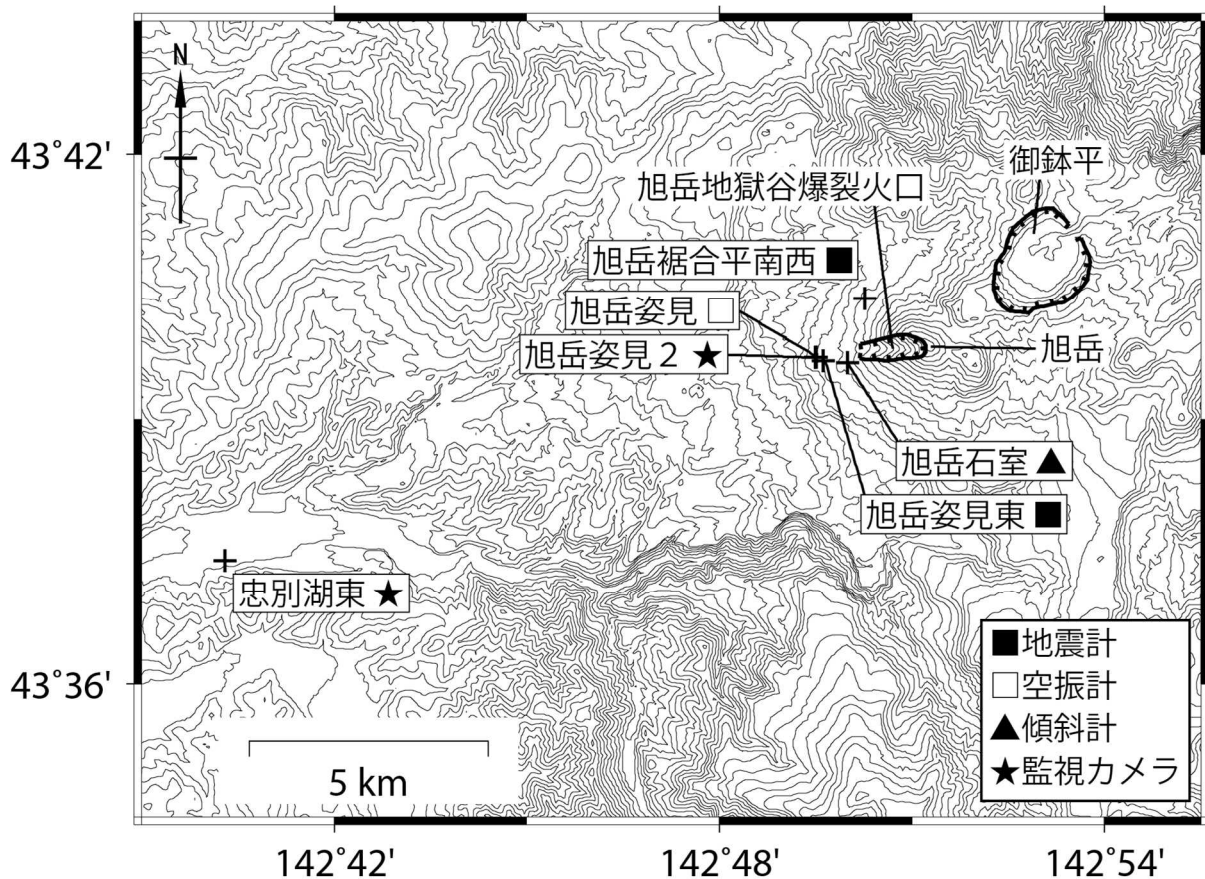 N
43°42'
御鉢平
旭岳地獄谷爆裂火口
旭岳裾合平南西 ■
旭岳姿見 □
旭岳姿見2 ★
旭岳
旭岳石室 ▲
旭岳姿見東 ■
忠別湖東 ★
43°36'
■地震計
□空振計
▲傾斜計
★監視カメラ
5 km
142°42'
142°48'
142°54'